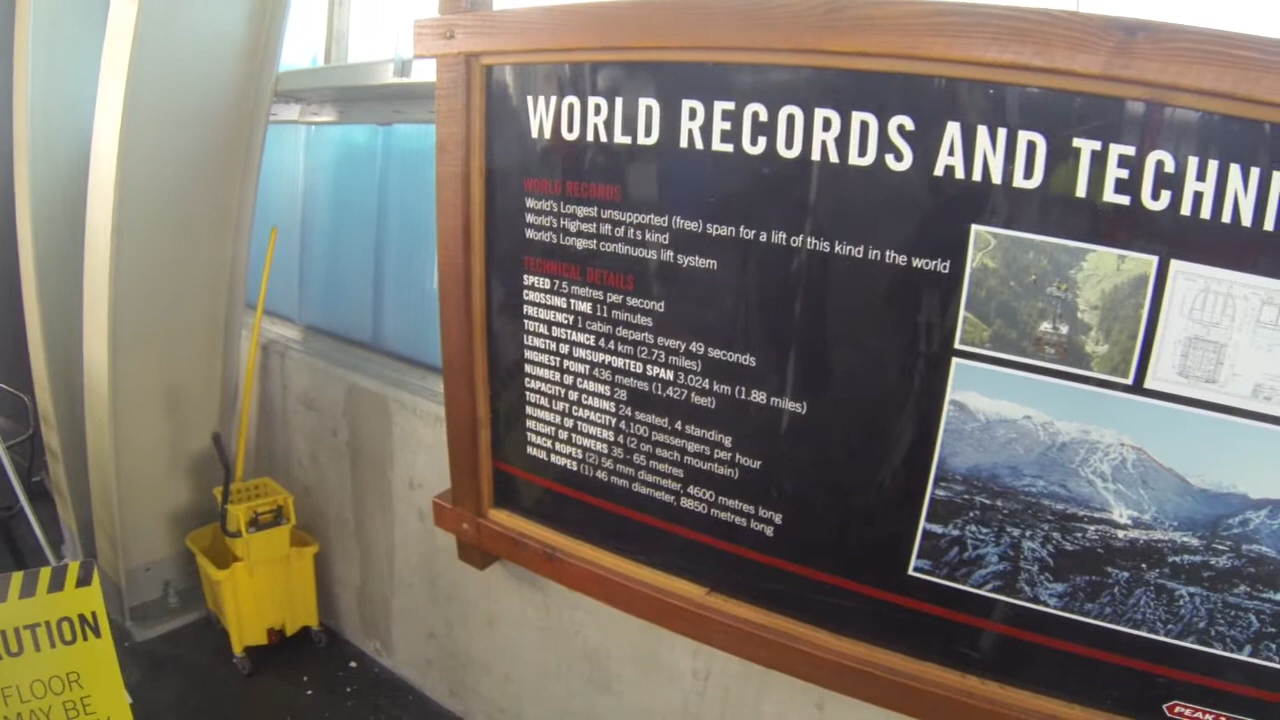 WORLD RECORDS AND TECHNI
WORLD RECORDS
World's Longest unsupported (free) span for a lift of this kind in the world
World's Highest lift of its kind
World's Longest continuous lift system
TECHNICAL DETAILS
SPEED 7.5 metres per second
CROSSING TIME 11 minutes
FREQUENCY 1 cabin departs every 49 seconds
TOTAL DISTANCE 4.4 km (2.73 miles)
LENGTH OF UNSUPPORTED SPAN 3.024 km (1.88 miles)
HIGHEST POINT 436 metres (1,427 feet)
NUMBER OF CABINS 28
CAPACITY OF CABINS 24 seated, 4 standing
TOTAL LIFT CAPACITY 4,100 passengers per hour
NUMBER OF TOWERS 4 (2 on each mountain)
HEIGHT OF TOWERS 35 - 65 metres
TRACK ROPES (2) 56 mm diameter, 4600 metres long
HAUL ROPES (1) 46 mm diameter, 8850 metres long
PEAK
AUTION
FLOOR
MAY BE